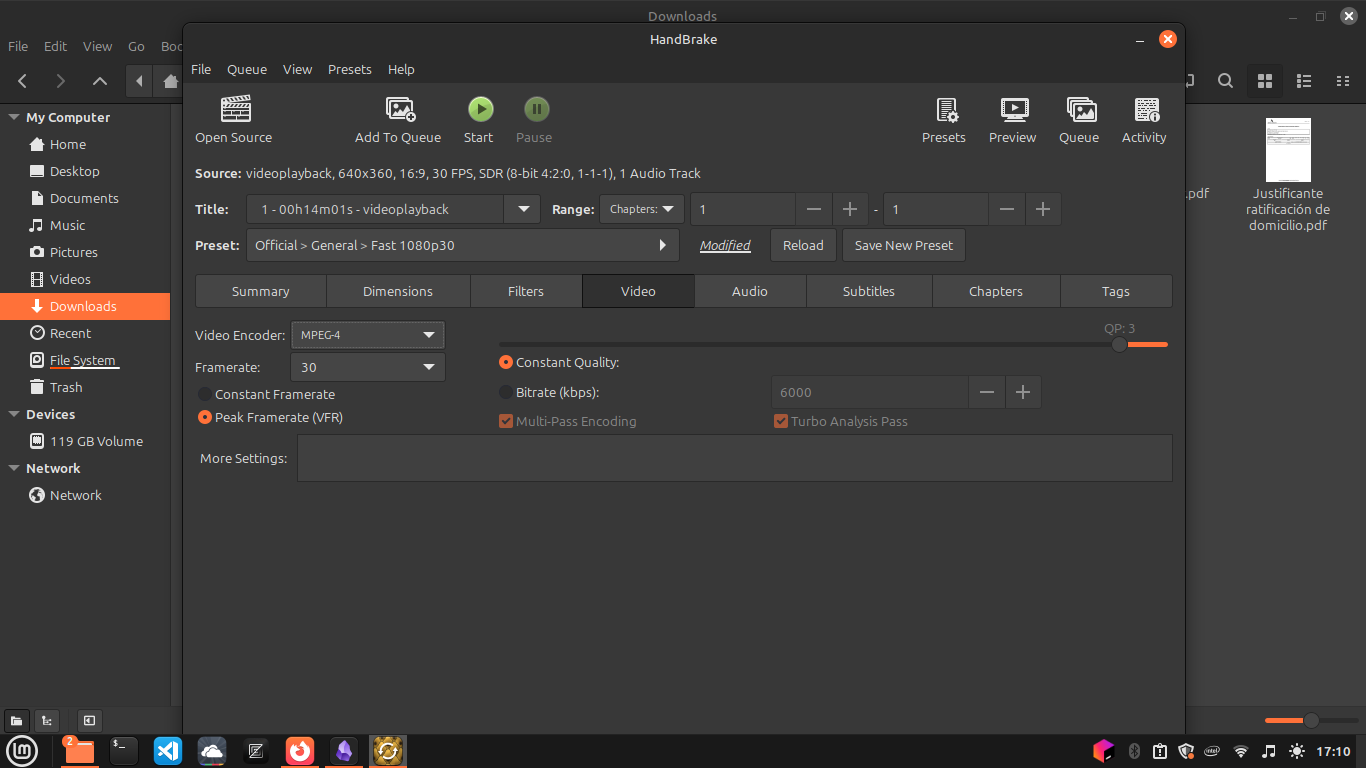 Downloads
File Edit View Go Boo
HandBrake
File Queue View Presets Help
Open Source Add To Queue Start Pause Presets Preview Queue Activity
Source: videoplayback, 640x360, 16:9, 30 FPS, SDR (8-bit 4:2:0, 1-1-1), 1 Audio Track
Title: 1 - 00h14m01s - videoplayback Range: Chapters: 1 - 1
Preset: Official > General > Fast 1080p30 Modified Reload Save New Preset
Summary Dimensions Filters Video Audio Subtitles Chapters Tags
Video Encoder: MPEG-4
QP: 3
Framerate: 30
Constant Quality:
Constant Framerate
Bitrate (kbps): 6000
Peak Framerate (VFR)
Multi-Pass Encoding Turbo Analysis Pass
More Settings:
My Computer
Home
Desktop
Documents
Music
Pictures
Videos
Downloads
Recent
File System
Trash
Devices
119 GB Volume
Network
Network
.pdf
Justificante
ratificación de
domicilio.pdf
2
17:10